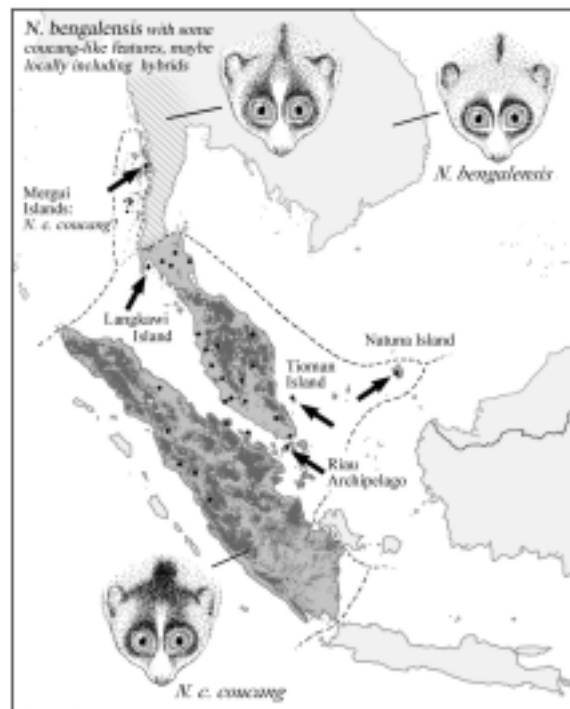 N. bengalensis with some
coucang-like features, maybe
locally including hybrids
N. bengalensis
Mergui
Islands:
N. c. coucang
?
Langkawi
Island
Natuna Island
Tioman
Island
Riau
Archipelago
N. c. coucang